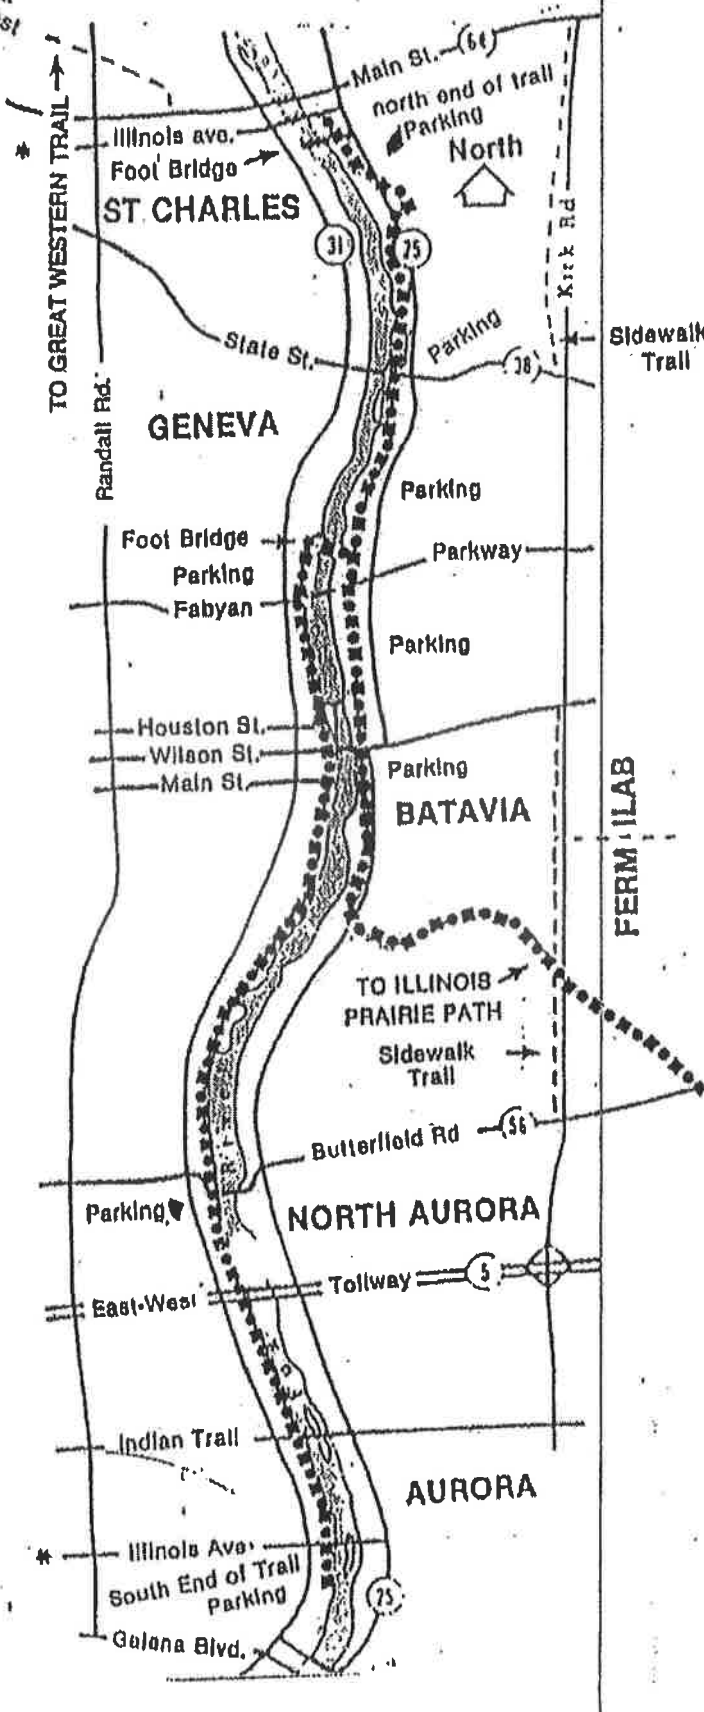 Main St.
64
north end of trail
Parking
North
Illinois ave.
Foot Bridge
ST. CHARLES
TO GREAT WESTERN TRAIL
31
25
Kirk Rd
State St.
Parking
38
Sidewalk
Trail
Randall Rd.
GENEVA
Parking
Foot Bridge
Parking
Parkway
Fabyan
Parking
Houston St.
Wilson St.
Main St.
Parking
BATAVIA
FERMILAB
TO ILLINOIS
PRAIRIE PATH
Sidewalk
Trail
Butterfield Rd
56
Parking
NORTH AURORA
East-West
Tollway
5
Indian Trail
AURORA
Illinois Ave
South End of Trail
Parking
25
Galena Blvd.